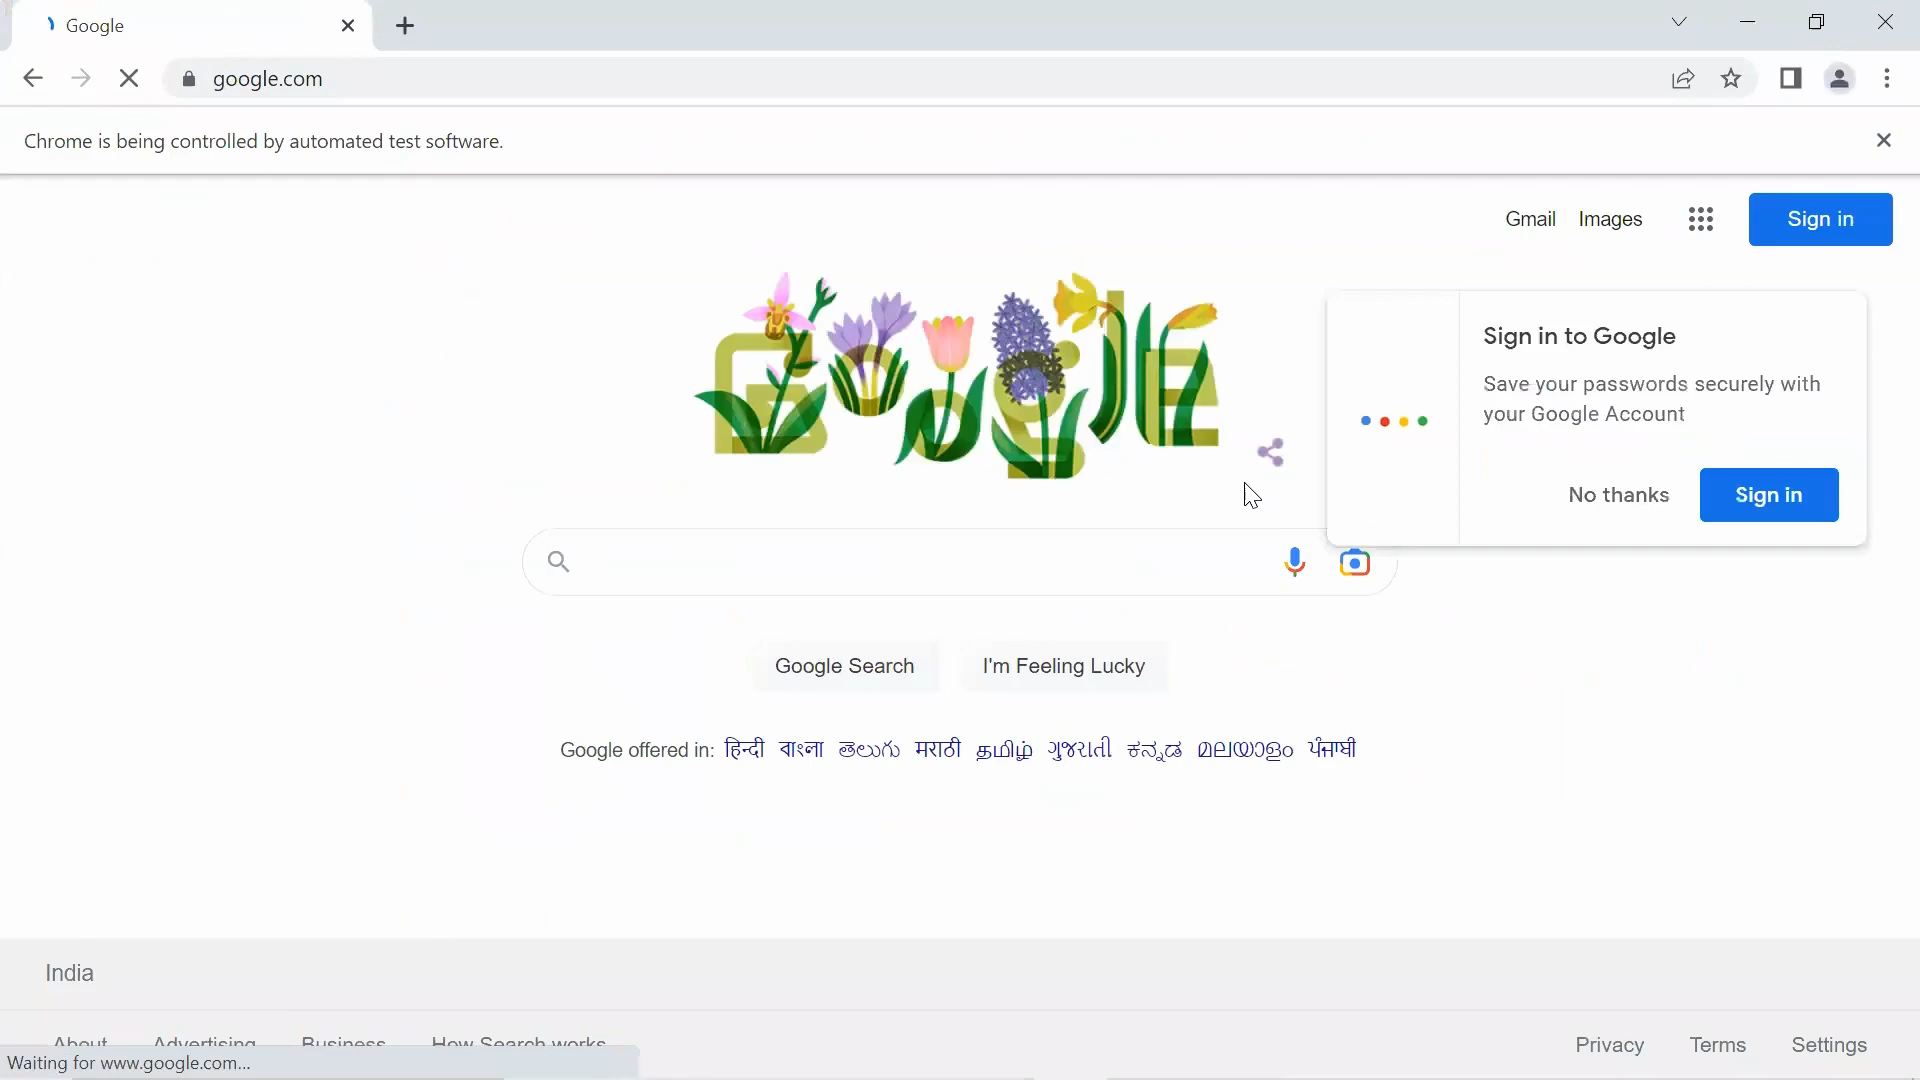 Google
google.com
Chrome is being controlled by automated test software.
Gmail Images Sign in
Google
Sign in to Google
Save your passwords securely with
your Google Account
No thanks Sign in
Google Search I'm Feeling Lucky
Google offered in: हिन्दी বাংলা తెలుగు मराठी தமிழ் ગુજરાતી ಕನ್ನಡ മലയാളം ਪੰਜਾਬੀ
India
About Advertising Business How Search works Privacy Terms Settings
Waiting for www.google.com...